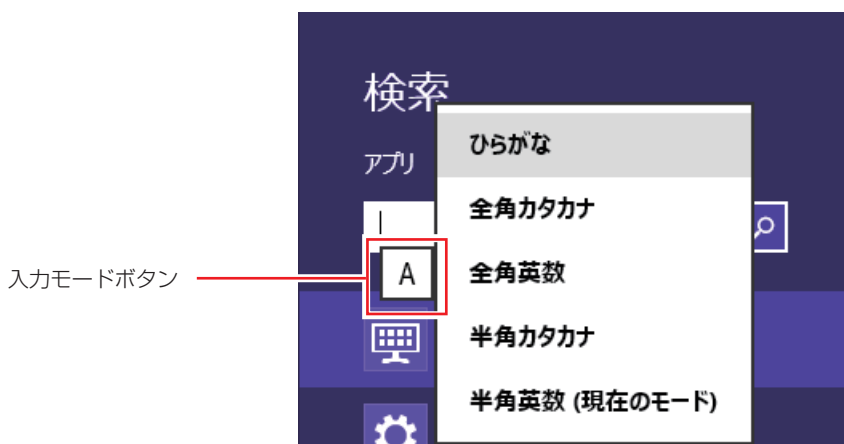 検索
アプリ
ひらがな
全角カタカナ
入力モードボタン
A
全角英数
半角カタカナ
半角英数 (現在のモード)